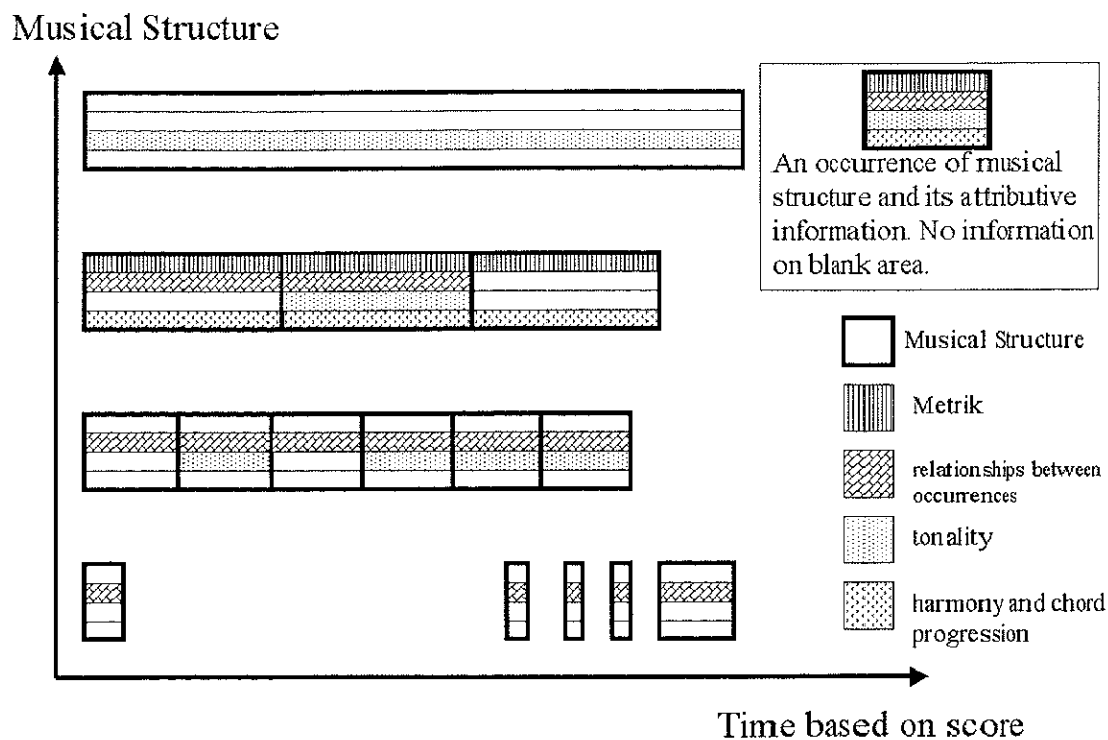 Musical Structure
An occurrence of musical
structure and its attributive
information. No information
on blank area.
Musical Structure
Metrik
relationships between
occurrences
tonality
harmony and chord
progression
Time based on score